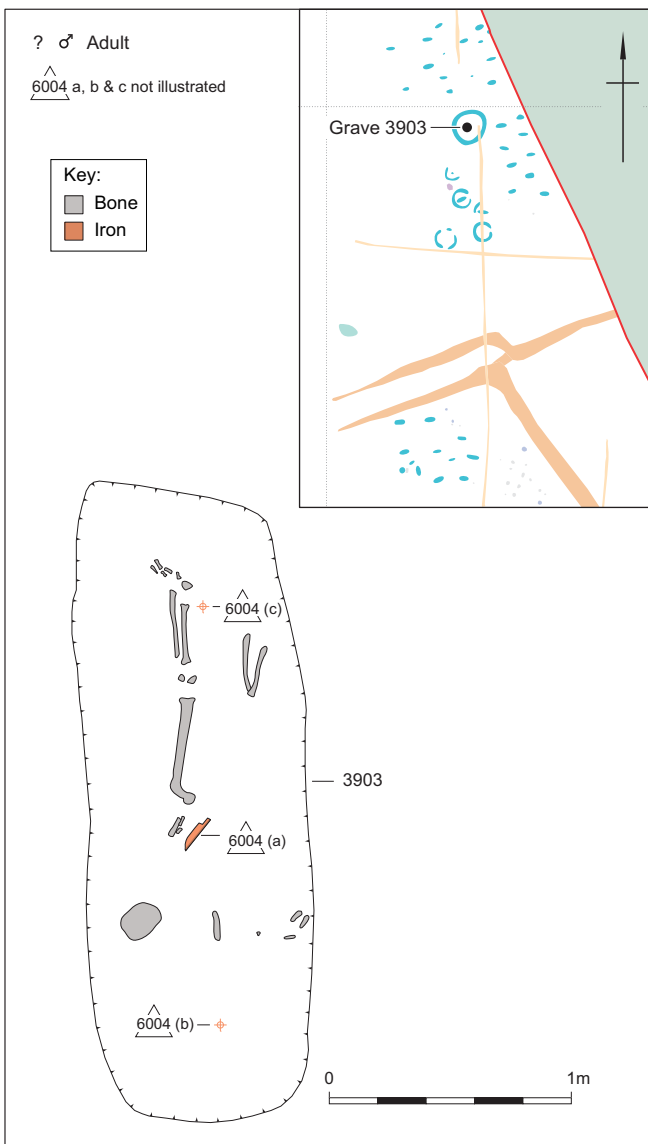 ? ♂ Adult
6004 a, b & c not illustrated
Key:
Bone
Iron
Grave 3903
6004 (c)
3903
6004 (a)
6004 (b)
0 1m